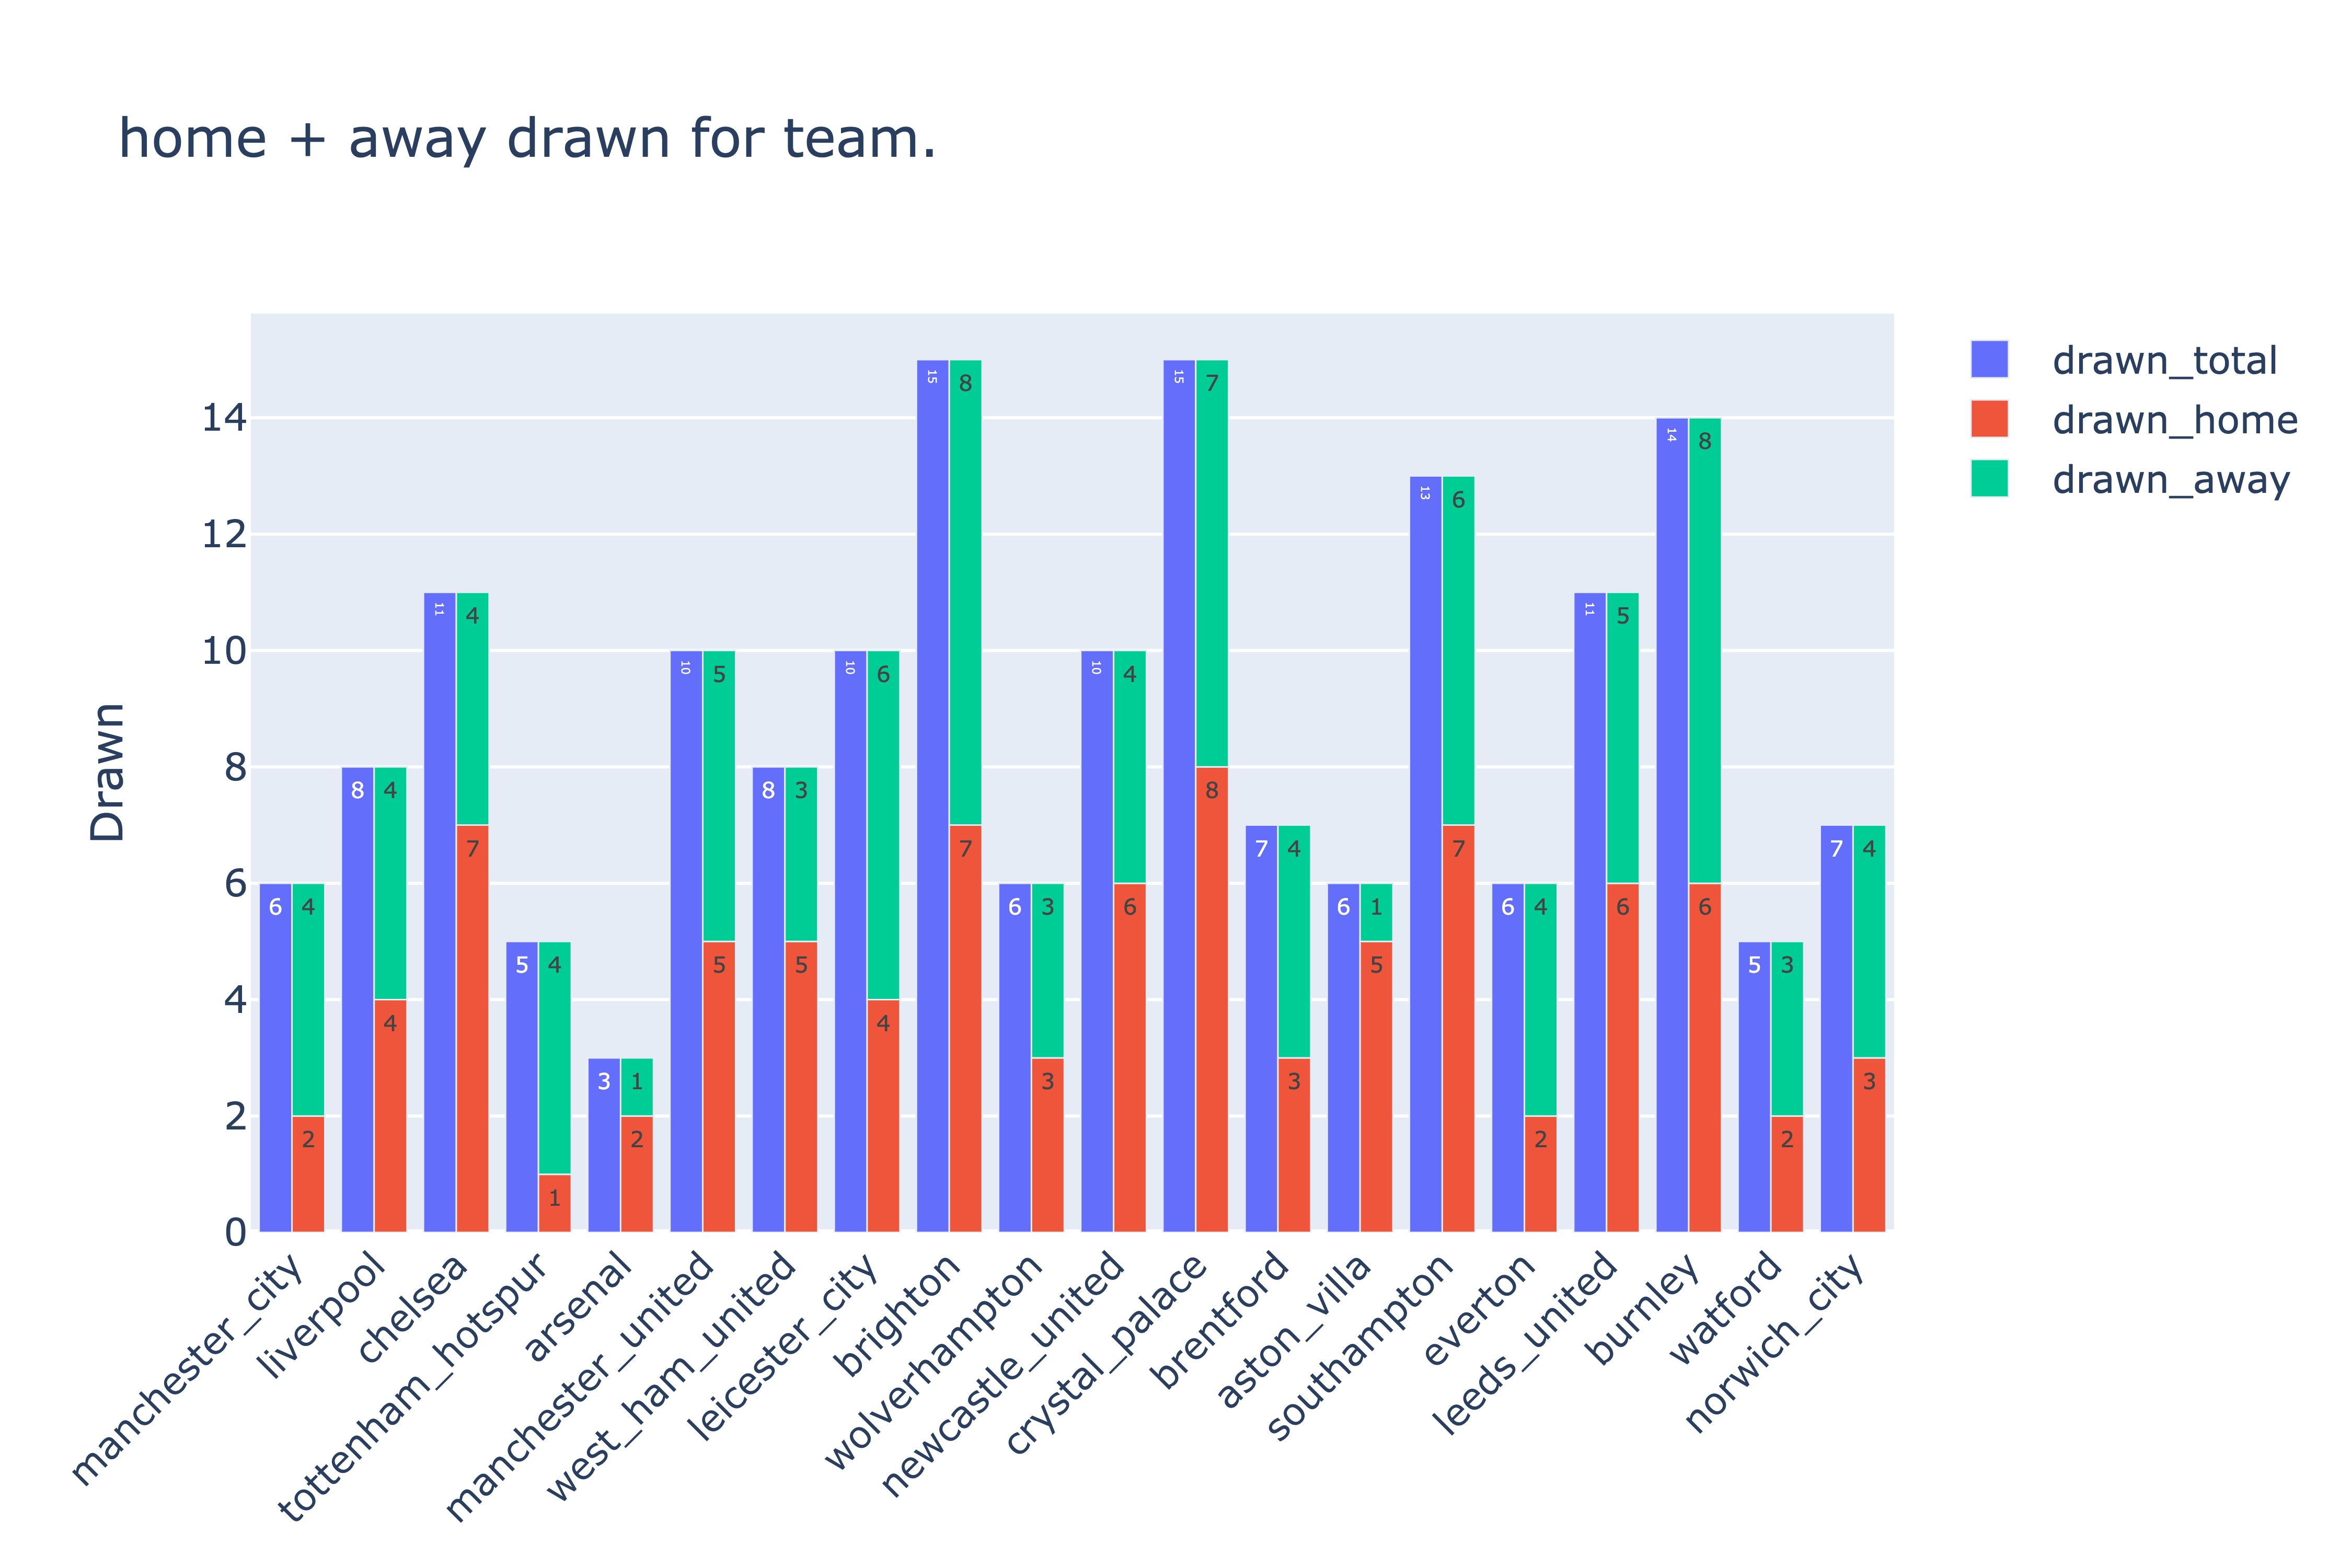 home + away drawn for team.
drawn_total
drawn_home
drawn_away
Drawn
14
12
10
8
6
4
2
0
6 4 2
8 4 4
11 4 7
5 4 1
3 1 2
10 5 5
8 3 5
10 6 4
15 8 7
6 3 3
10 4 6
15 7 8
7 4 3
6 1 5
13 6 7
6 4 2
11 5 6
14 8 6
5 3 2
7 4 3
manchester_city
liverpool
chelsea
tottenham_hotspur
arsenal
manchester_united
west_ham_united
leicester_city
brighton
wolverhampton
newcastle_united
crystal_palace
brentford
aston_villa
southampton
everton
leeds_united
burnley
watford
norwich_city